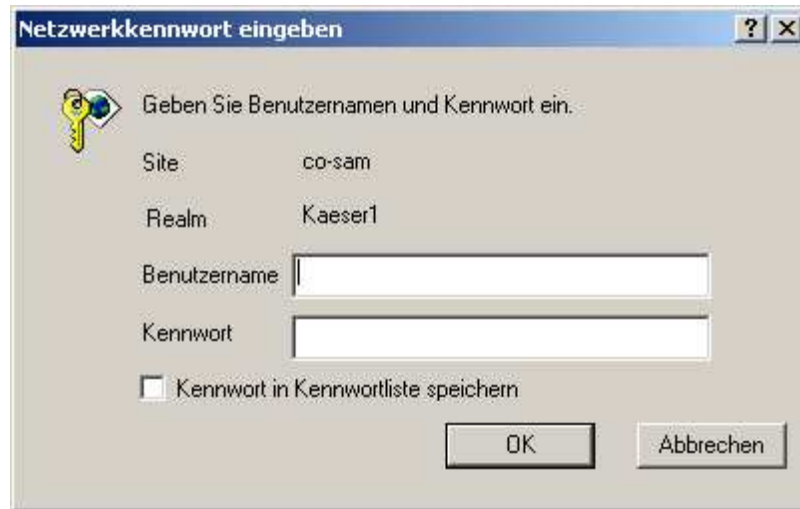 Netzwerkkennwort eingeben
Geben Sie Benutzernamen und Kennwort ein.
Site co-sam
Realm Kaeser1
Benutzername
Kennwort
Kennwort in Kennwortliste speichern
OK Abbrechen